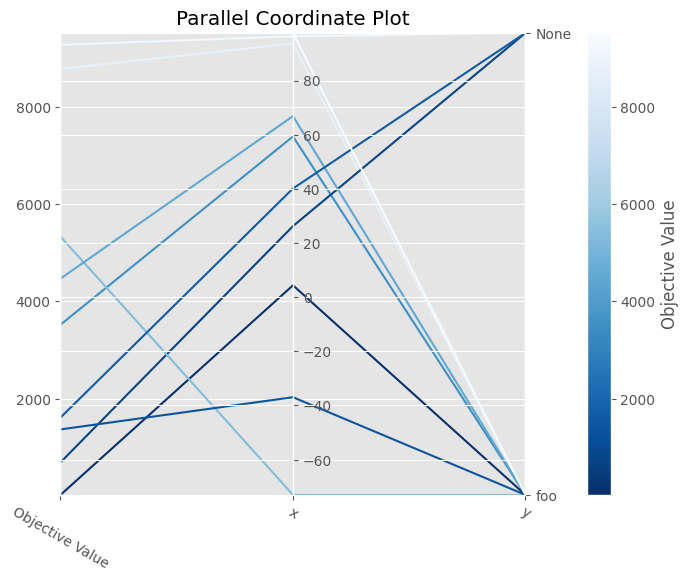 Parallel Coordinate Plot
None
8000
80
8000
60
6000
40
6000
20
4000
0
4000
−20
2000
−40
2000
−60
foo
Objective Value
x
y
Objective Value